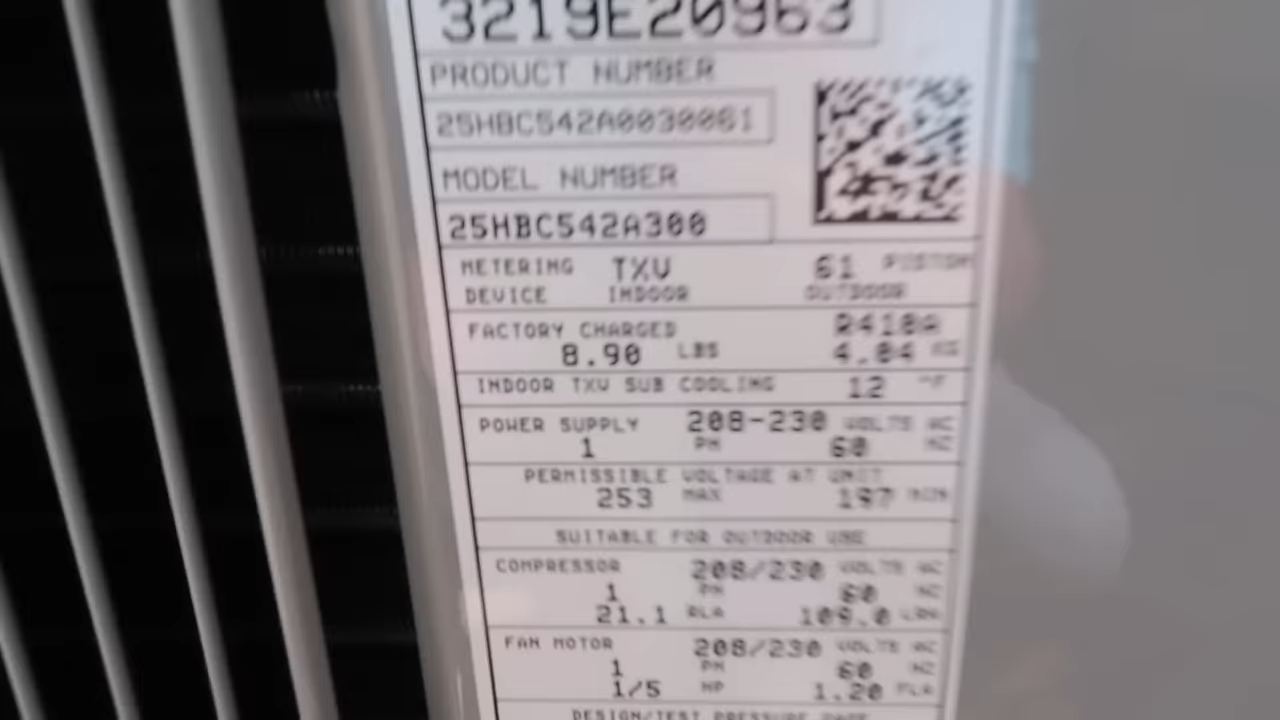 3219E20963
PRODUCT NUMBER
25HBC542A0030061
MODEL NUMBER
25HBC542A300
METERING TXV 61 PISTON
DEVICE INDOOR OUTDOOR
FACTORY CHARGED R410A
8.90 LBS 4.04 KG
INDOOR TXV SUB COOLING 12 °F
POWER SUPPLY 208-230 VOLTS AC
1 PH 60 HZ
PERMISSIBLE VOLTAGE AT UNIT
253 MAX 197 MIN
SUITABLE FOR OUTDOOR USE
COMPRESSOR 208/230 VOLTS AC
1 PH 60 HZ
21.1 RLA 109.0 LRA
FAN MOTOR 208/230 VOLTS AC
1 PH 60 HZ
1/5 HP 1.20 FLA
DESIGN/TEST PRESSURE GAGE